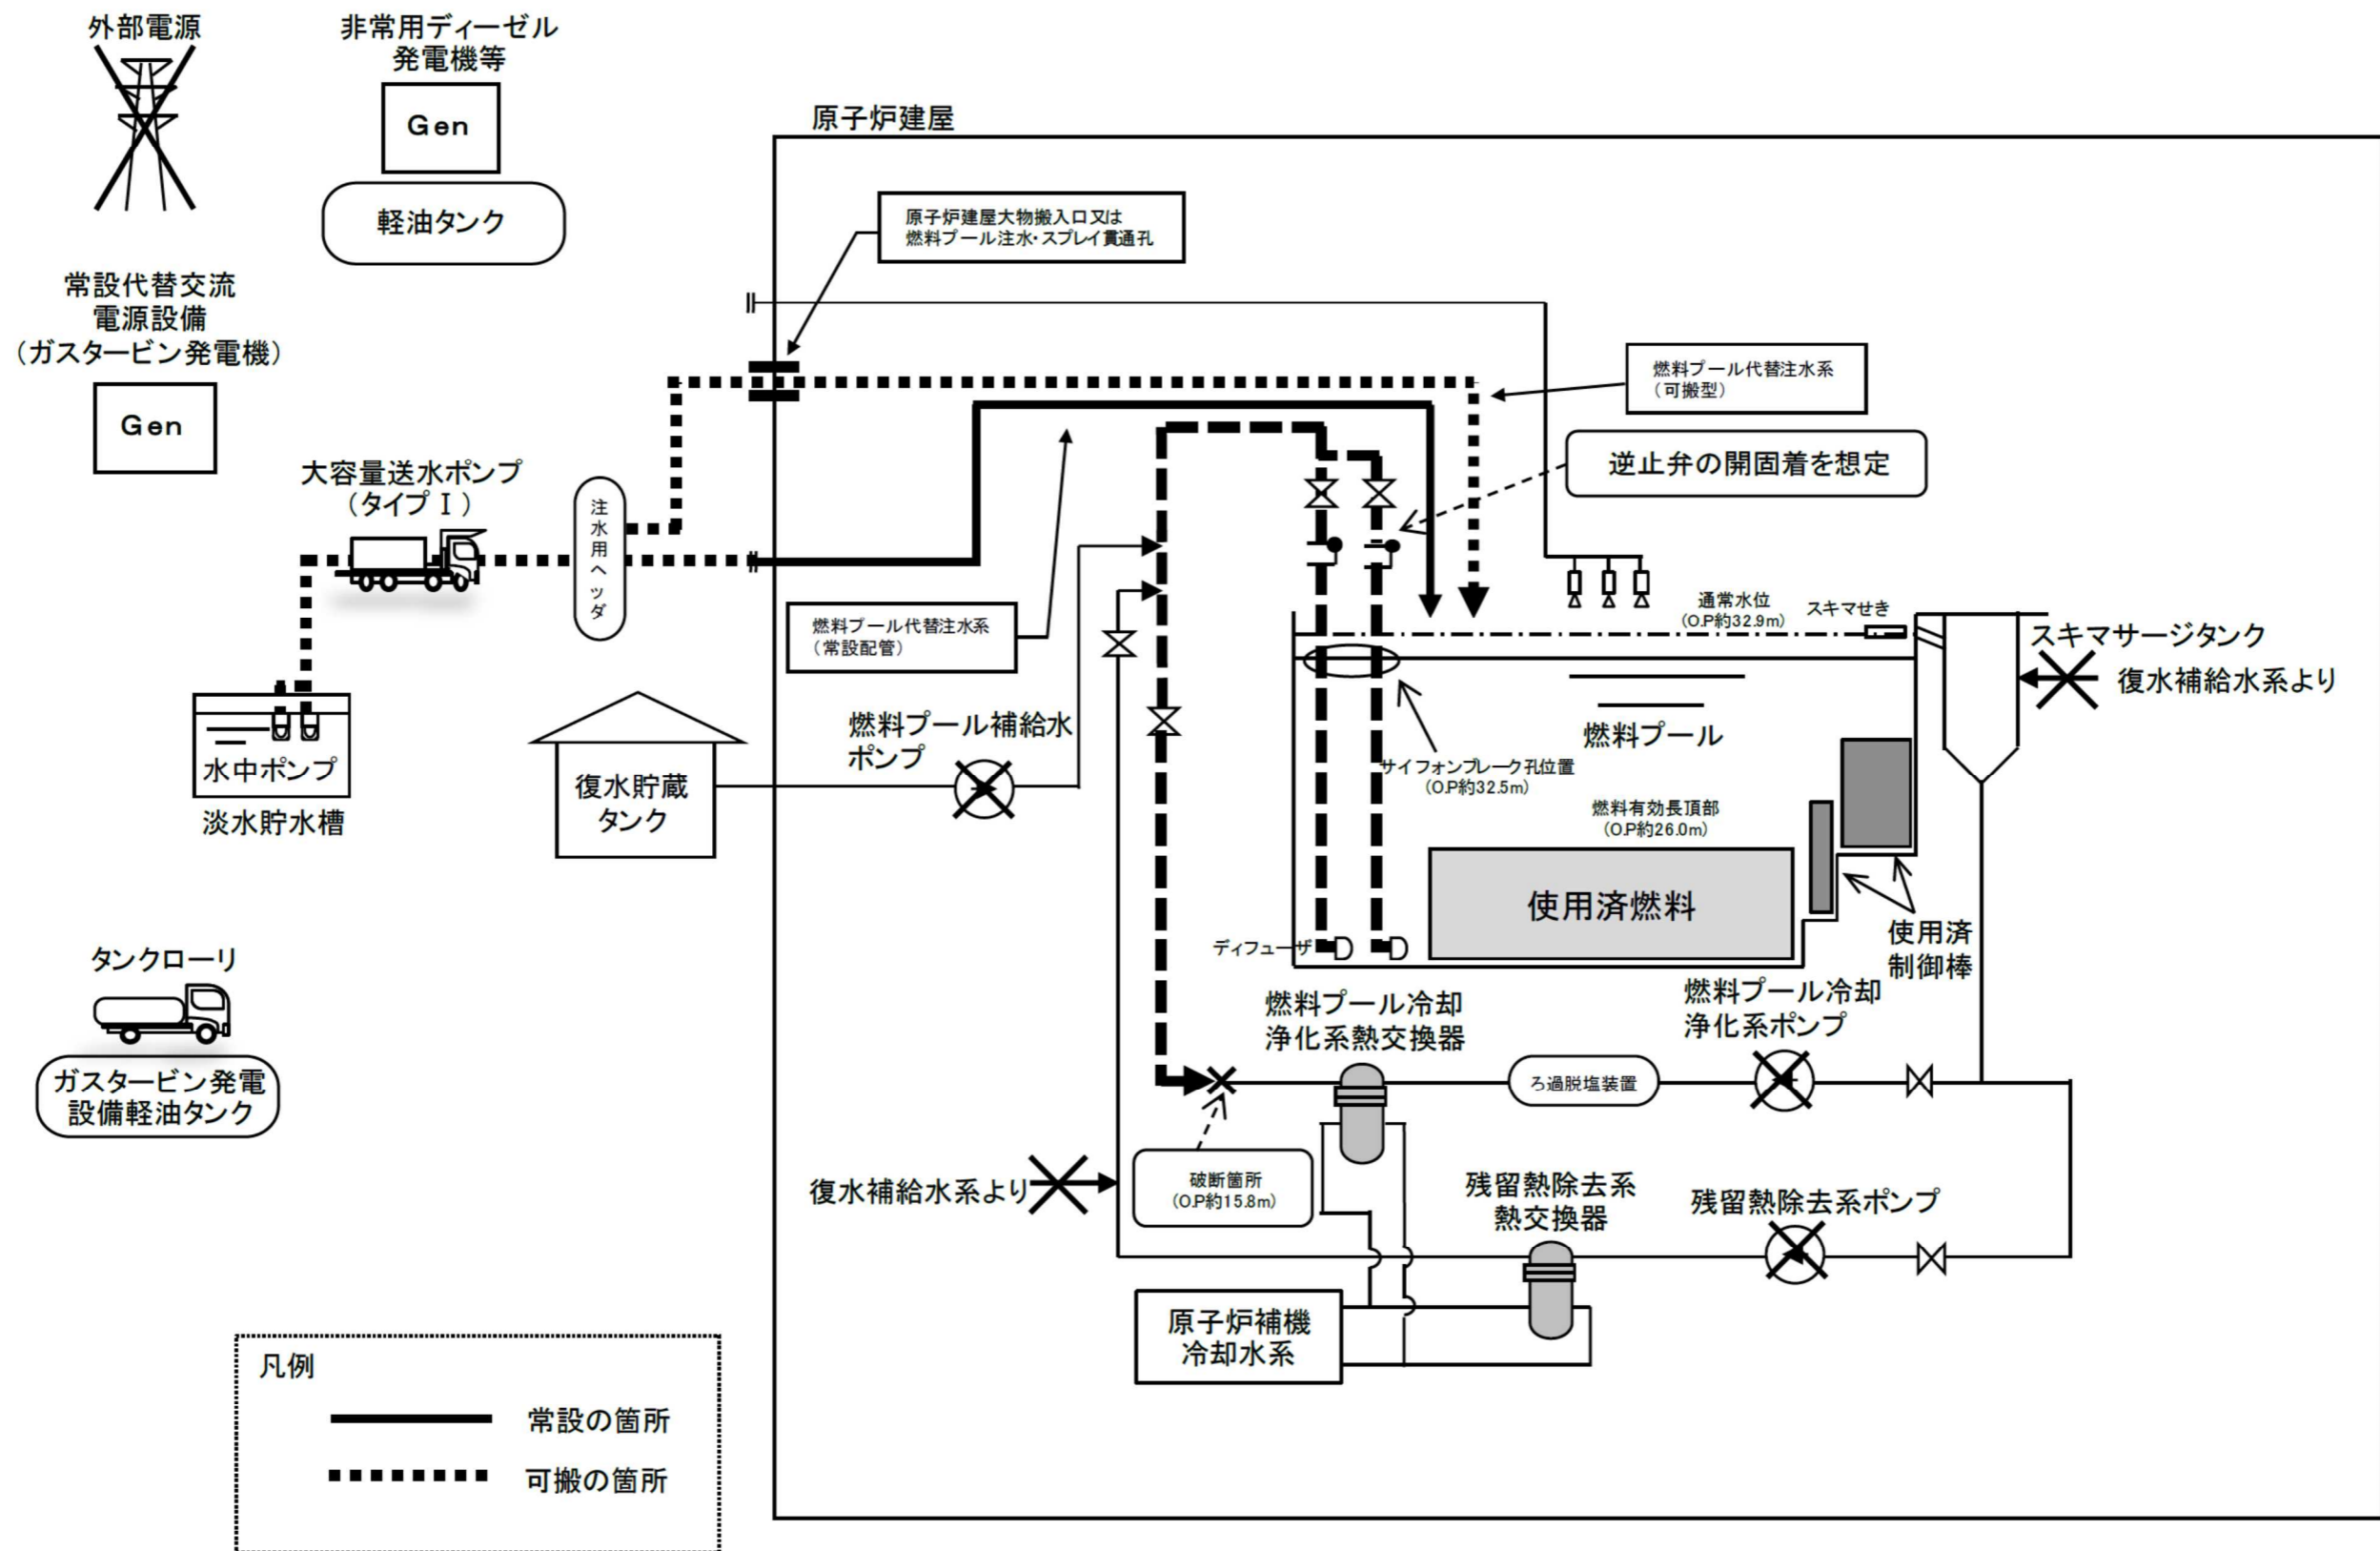 外部電源
非常用ディーゼル
発電機等
Gen
軽油タンク
常設代替交流
電源設備
（ガスタービン発電機）
Gen
大容量送水ポンプ
（タイプⅠ）
注水用ヘッダ
水中ポンプ
淡水貯水槽
復水貯蔵
タンク
タンクローリ
ガスタービン発電
設備軽油タンク
凡例
常設の箇所
可搬の箇所
原子炉建屋
原子炉建屋大物搬入口又は
燃料プール注水・スプレイ貫通孔
燃料プール代替注水系
（可搬型）
逆止弁の開固着を想定
燃料プール代替注水系
（常設配管）
燃料プール補給水
ポンプ
通常水位
（O.P約32.9m）
スキマせき
スキマサージタンク
復水補給水系より
燃料プール
サイフォンブレーク孔位置
（O.P約32.5m）
燃料有効長頂部
（O.P約26.0m）
使用済燃料
ディフューザ
使用済
制御棒
燃料プール冷却
浄化系熱交換器
燃料プール冷却
浄化系ポンプ
ろ過脱塩装置
破断箇所
（O.P約15.8m）
復水補給水系より
残留熱除去系
熱交換器
残留熱除去系ポンプ
原子炉補機
冷却水系